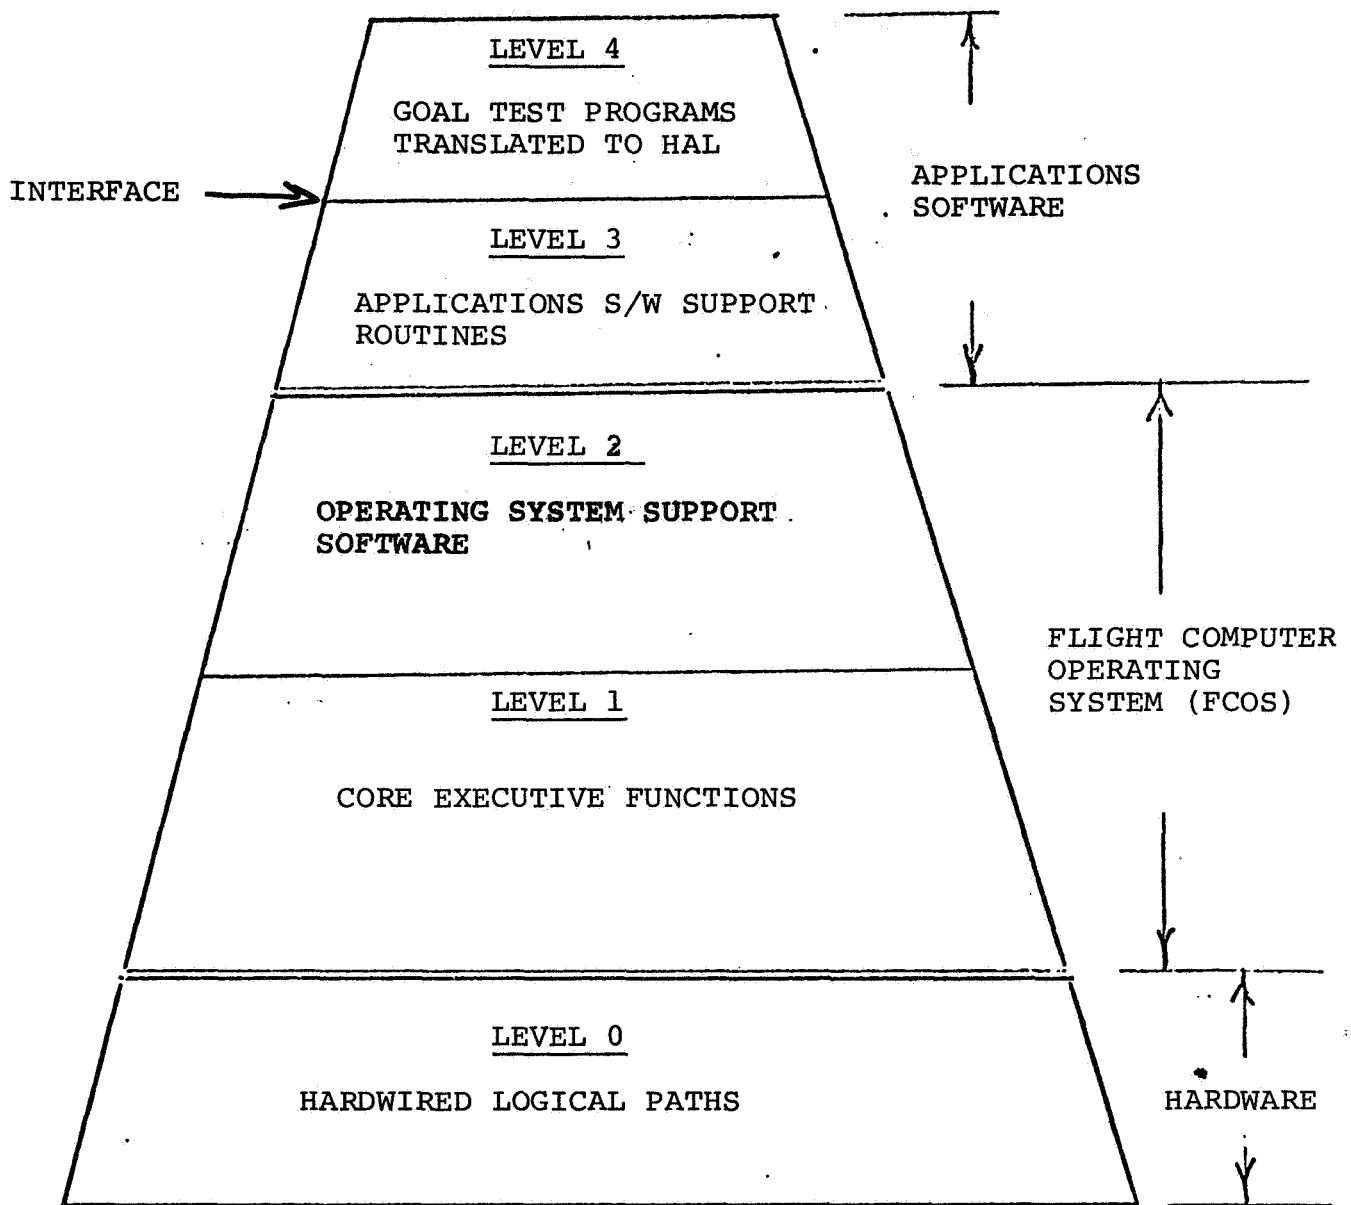 LEVEL 4
GOAL TEST PROGRAMS
TRANSLATED TO HAL
INTERFACE
APPLICATIONS
SOFTWARE
LEVEL 3
APPLICATIONS S/W SUPPORT
ROUTINES
LEVEL 2
OPERATING SYSTEM SUPPORT
SOFTWARE
FLIGHT COMPUTER
OPERATING
SYSTEM (FCOS)
LEVEL 1
CORE EXECUTIVE FUNCTIONS
LEVEL 0
HARDWIRED LOGICAL PATHS
HARDWARE